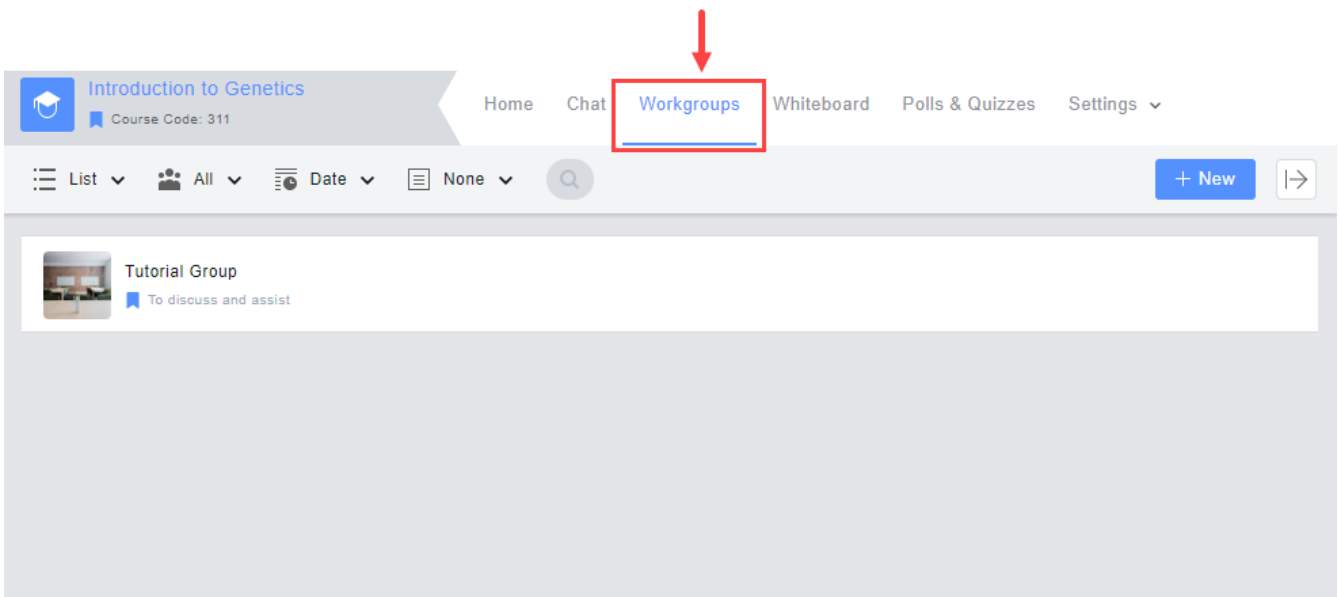 Introduction to Genetics
Course Code: 311
Home Chat Workgroups Whiteboard Polls & Quizzes Settings
List All Date None + New
Tutorial Group
To discuss and assist